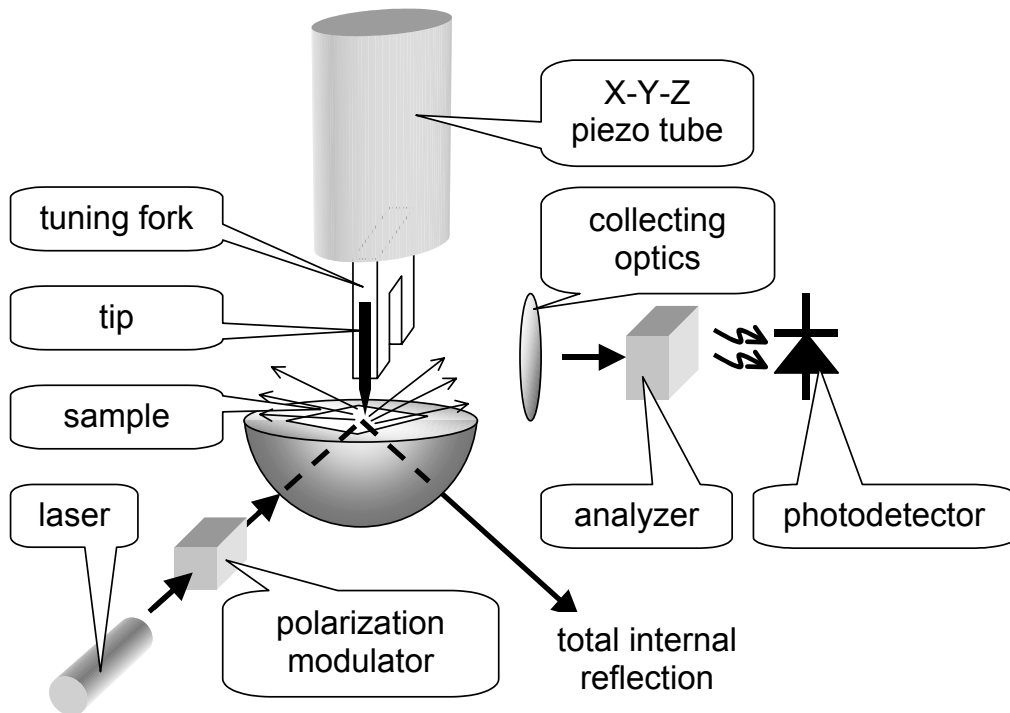 X-Y-Z
piezo tube
tuning fork
collecting
optics
tip
sample
laser
analyzer
photodetector
polarization
modulator
total internal
reflection